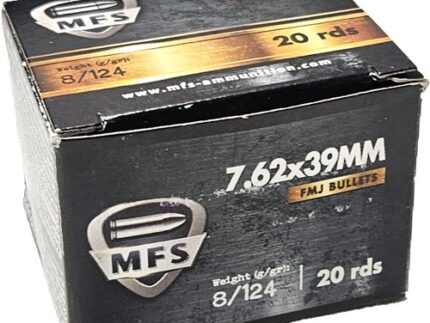 MFS
Weight (g/gr):
8/124
20 rds
www.mfs-ammunition.com
7,62x39MM
FMJ BULLETS
MFS
Weight (g/gr):
8/124
20 rds